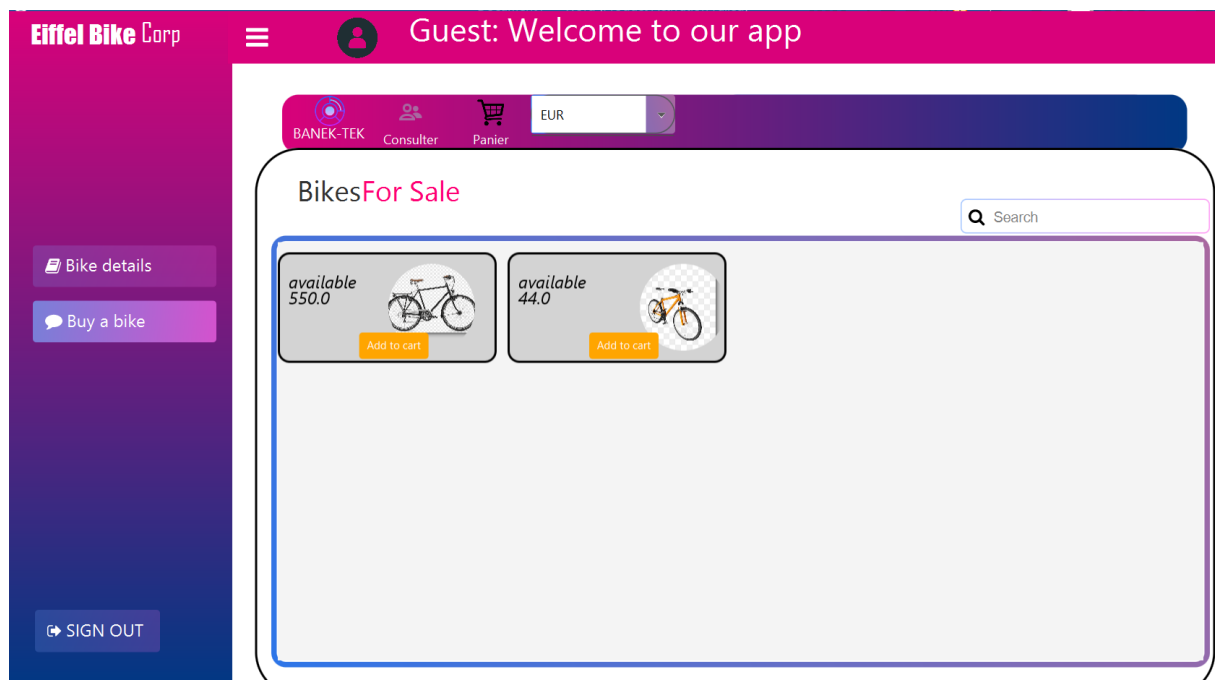 Eiffel Bike Corp
Guest: Welcome to our app
BANEK-TEK
Consulter
Panier
EUR
BikesFor Sale
Search
Bike details
Buy a bike
available
550.0
Add to cart
available
44.0
Add to cart
SIGN OUT